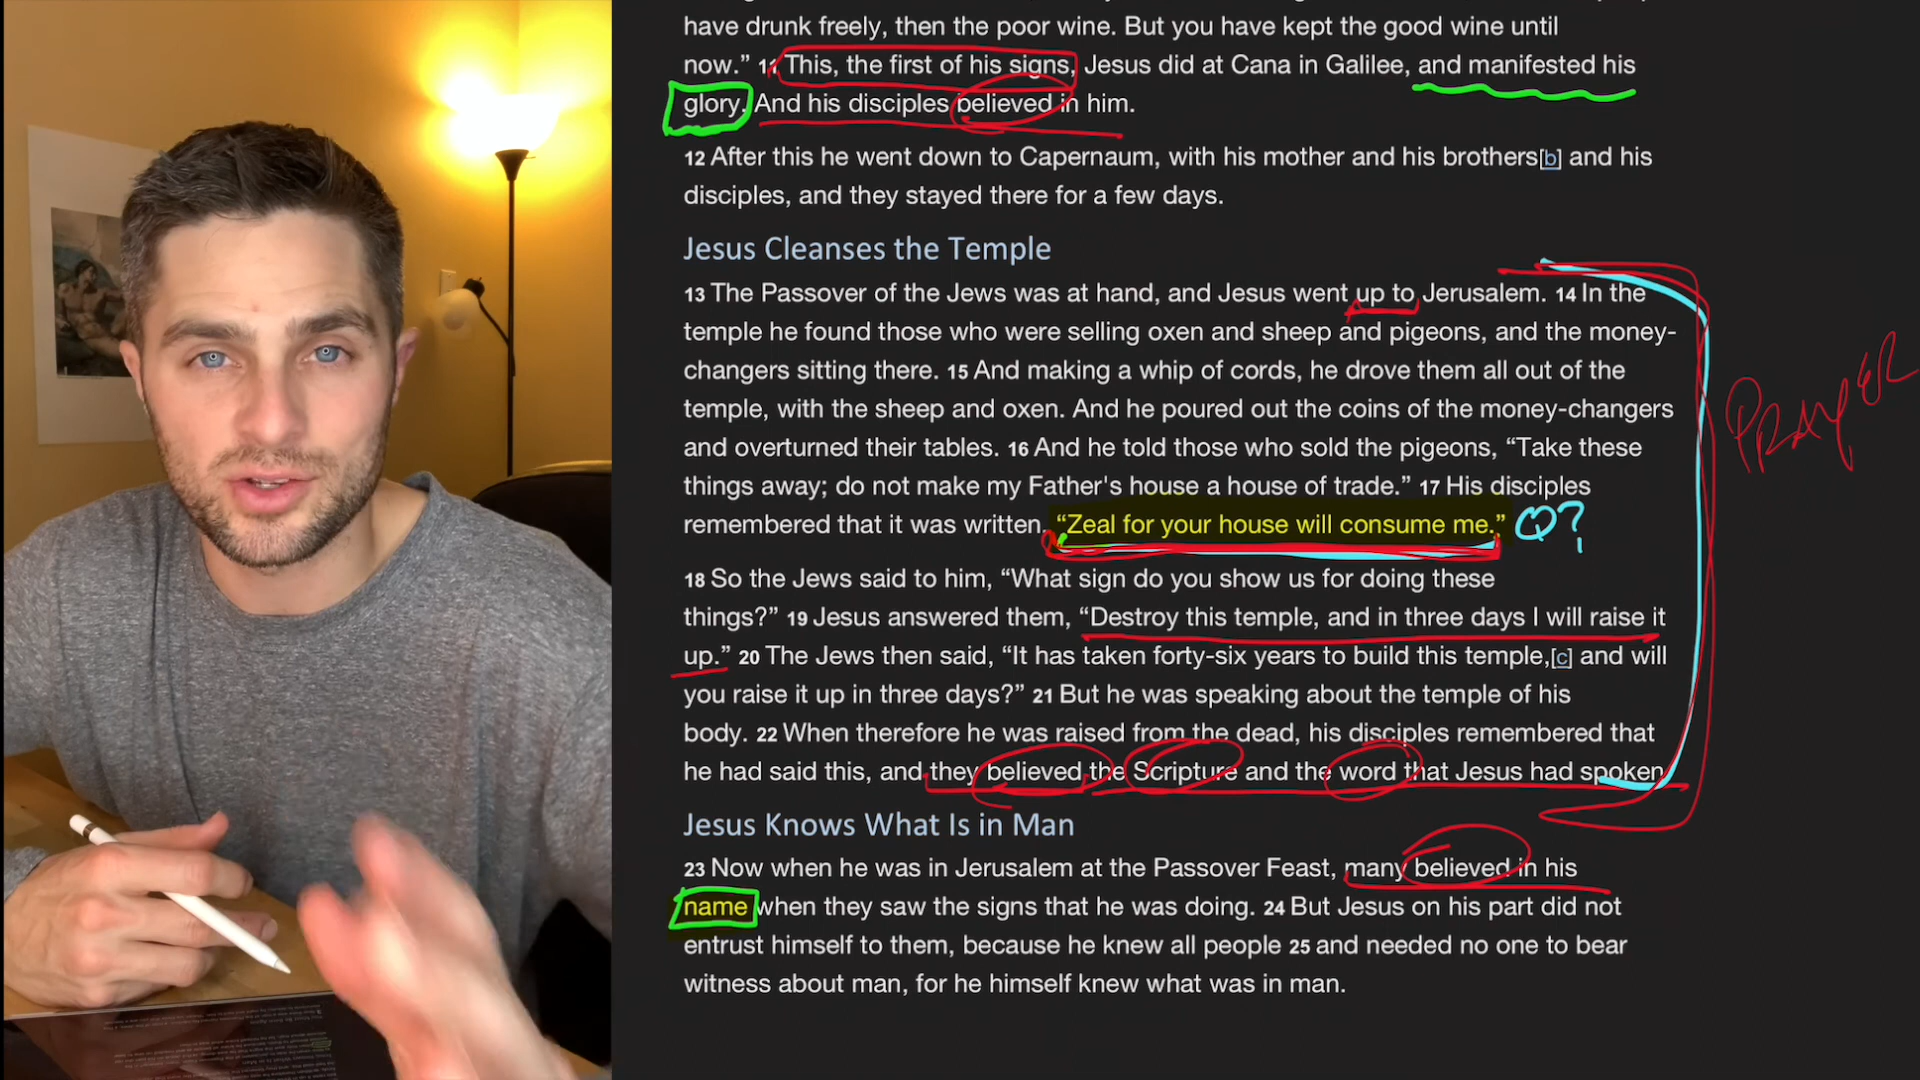 have drunk freely, then the poor wine. But you have kept the good wine until
now.” 11 This, the first of his signs, Jesus did at Cana in Galilee, and manifested his
glory. And his disciples believed in him.
12 After this he went down to Capernaum, with his mother and his brothers[b] and his
disciples, and they stayed there for a few days.
Jesus Cleanses the Temple
13 The Passover of the Jews was at hand, and Jesus went up to Jerusalem. 14 In the
temple he found those who were selling oxen and sheep and pigeons, and the money-
changers sitting there. 15 And making a whip of cords, he drove them all out of the
temple, with the sheep and oxen. And he poured out the coins of the money-changers
and overturned their tables. 16 And he told those who sold the pigeons, “Take these
things away; do not make my Father's house a house of trade.” 17 His disciples
remembered that it was written, “Zeal for your house will consume me.” Q?
18 So the Jews said to him, “What sign do you show us for doing these
things?” 19 Jesus answered them, “Destroy this temple, and in three days I will raise it
up.” 20 The Jews then said, “It has taken forty-six years to build this temple,[c] and will
you raise it up in three days?” 21 But he was speaking about the temple of his
body. 22 When therefore he was raised from the dead, his disciples remembered that
he had said this, and they believed the Scripture and the word that Jesus had spoken.
PRAYER
Jesus Knows What Is in Man
23 Now when he was in Jerusalem at the Passover Feast, many believed in his
name when they saw the signs that he was doing. 24 But Jesus on his part did not
entrust himself to them, because he knew all people 25 and needed no one to bear
witness about man, for he himself knew what was in man.